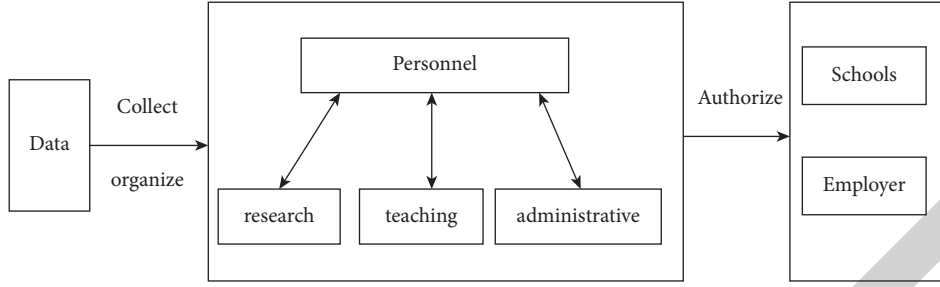 Data
Collect
organize
Personnel
research
teaching
administrative
Authorize
Schools
Employer